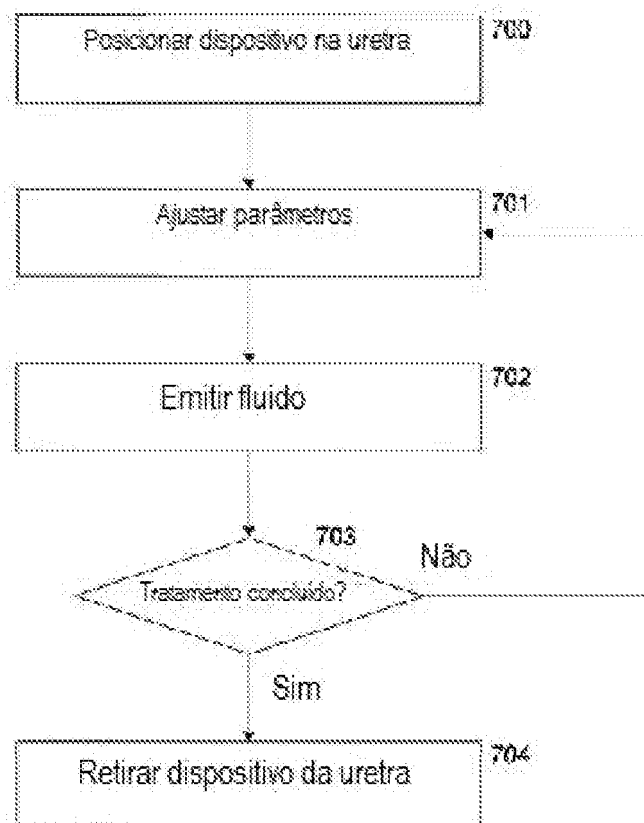 Posicionar dispositivo na uretra
700
Ajustar parâmetros
701
Emitir fluido
702
703
Tratamento concluído?
Não
Sim
Retirar dispositivo da uretra
704